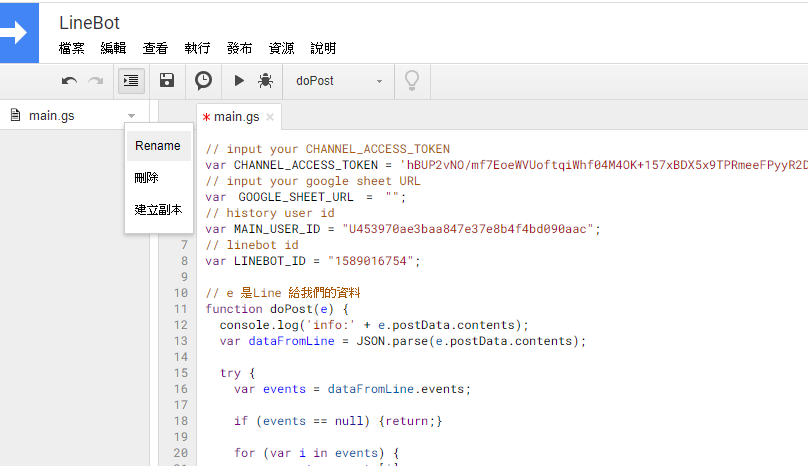 LineBot
檔案 編輯 查看 執行 發布 資源 說明
doPost
main.gs
main.gs
Rename
刪除
建立副本
// input your CHANNEL_ACCESS_TOKEN
var CHANNEL_ACCESS_TOKEN = 'hBUP2vNO/mf7EoeWVUoftqiWhf04M4OK+157xBDX5x9TPRmeeFPyyR2D
// input your google sheet URL
var GOOGLE_SHEET_URL = "";
// history user id
var MAIN_USER_ID = "U453970ae3baa847e37e8b4f4bd090aac";
7 // linebot id
8 var LINEBOT_ID = "1589016754";
9
10 // e 是Line 給我們的資料
11 function doPost(e) {
12 console.log('info:' + e.postData.contents);
13 var dataFromLine = JSON.parse(e.postData.contents);
14
15 try {
16 var events = dataFromLine.events;
17
18 if (events == null) {return;}
19
20 for (var i in events) {